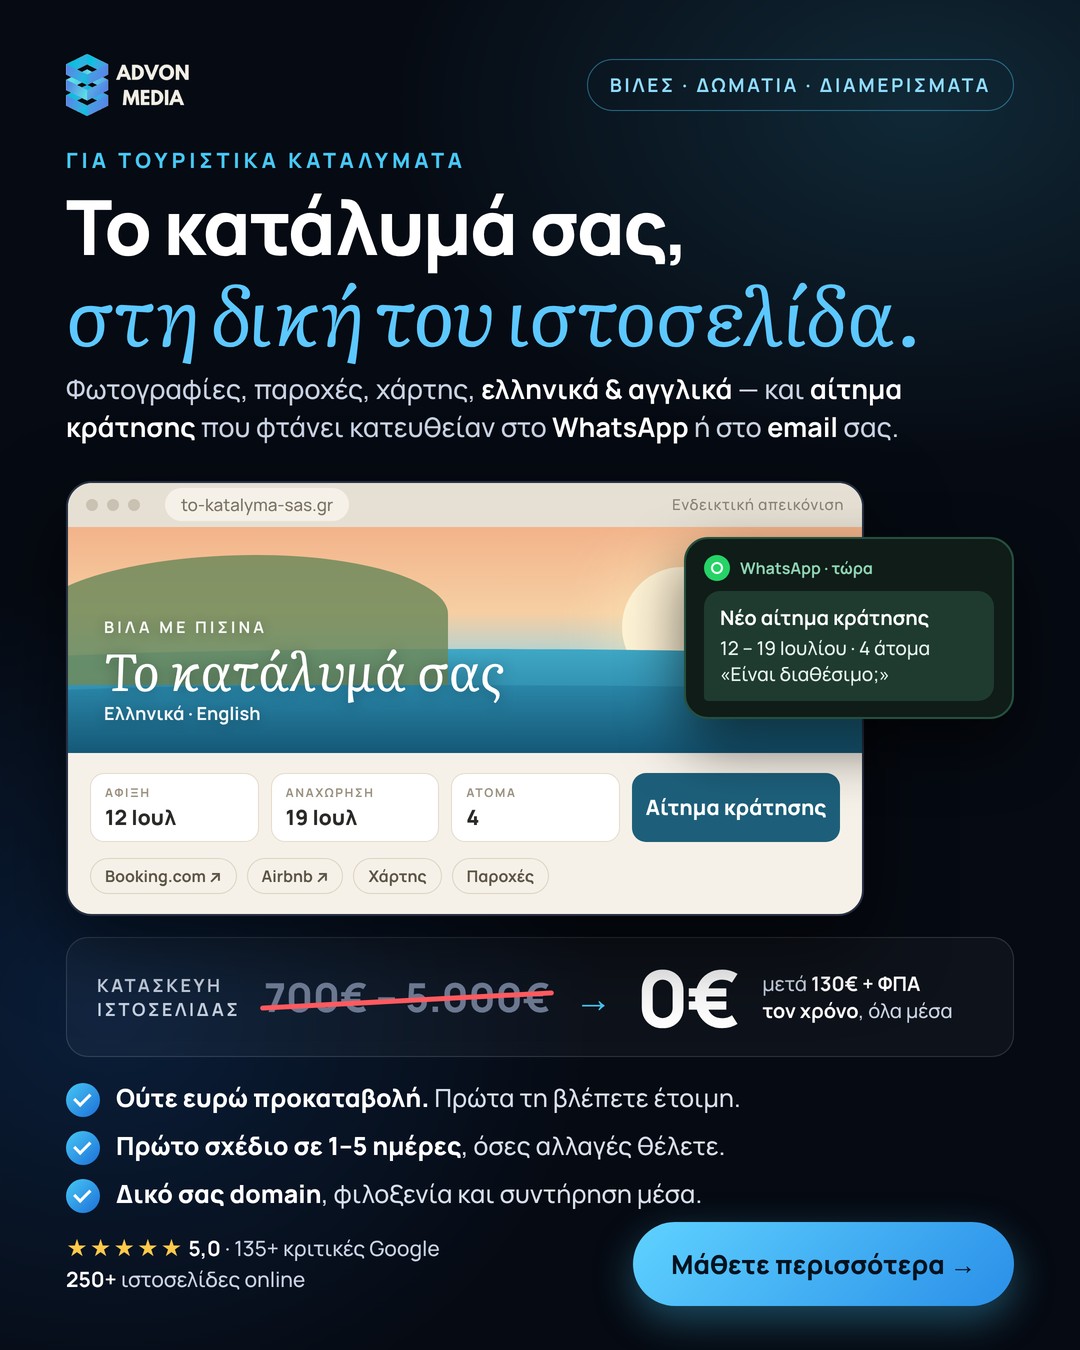 ADVON
MEDIA
ΒΙΛΕΣ · ΔΩΜΑΤΙΑ · ΔΙΑΜΕΡΙΣΜΑΤΑ
ΓΙΑ ΤΟΥΡΙΣΤΙΚΑ ΚΑΤΑΛΥΜΑΤΑ
Το κατάλυμά σας,
στη δική του ιστοσελίδα.
Φωτογραφίες, παροχές, χάρτης, ελληνικά & αγγλικά — και αίτημα
κράτησης που φτάνει κατευθείαν στο WhatsApp ή στο email σας.
to-katalyma-sas.gr
Ενδεικτική απεικόνιση
WhatsApp · τώρα
Νέο αίτημα κράτησης
12 – 19 Ιουλίου · 4 άτομα
«Είναι διαθέσιμο;»
ΒΙΛΑ ΜΕ ΠΙΣΙΝΑ
Το κατάλυμά σας
Ελληνικά · English
ΑΦΙΞΗ
12 Ιουλ
ΑΝΑΧΩΡΗΣΗ
19 Ιουλ
ΑΤΟΜΑ
4
Αίτημα κράτησης
Booking.com ↗
Airbnb ↗
Χάρτης
Παροχές
ΚΑΤΑΣΚΕΥΗ
ΙΣΤΟΣΕΛΙΔΑΣ
700€ – 5.000€
→
0€
μετά 130€ + ΦΠΑ
τον χρόνο, όλα μέσα
Ούτε ευρώ προκαταβολή. Πρώτα τη βλέπετε έτοιμη.
Πρώτο σχέδιο σε 1–5 ημέρες, όσες αλλαγές θέλετε.
Δικό σας domain, φιλοξενία και συντήρηση μέσα.
★★★★★ 5,0 · 135+ κριτικές Google
250+ ιστοσελίδες online
Μάθετε περισσότερα →